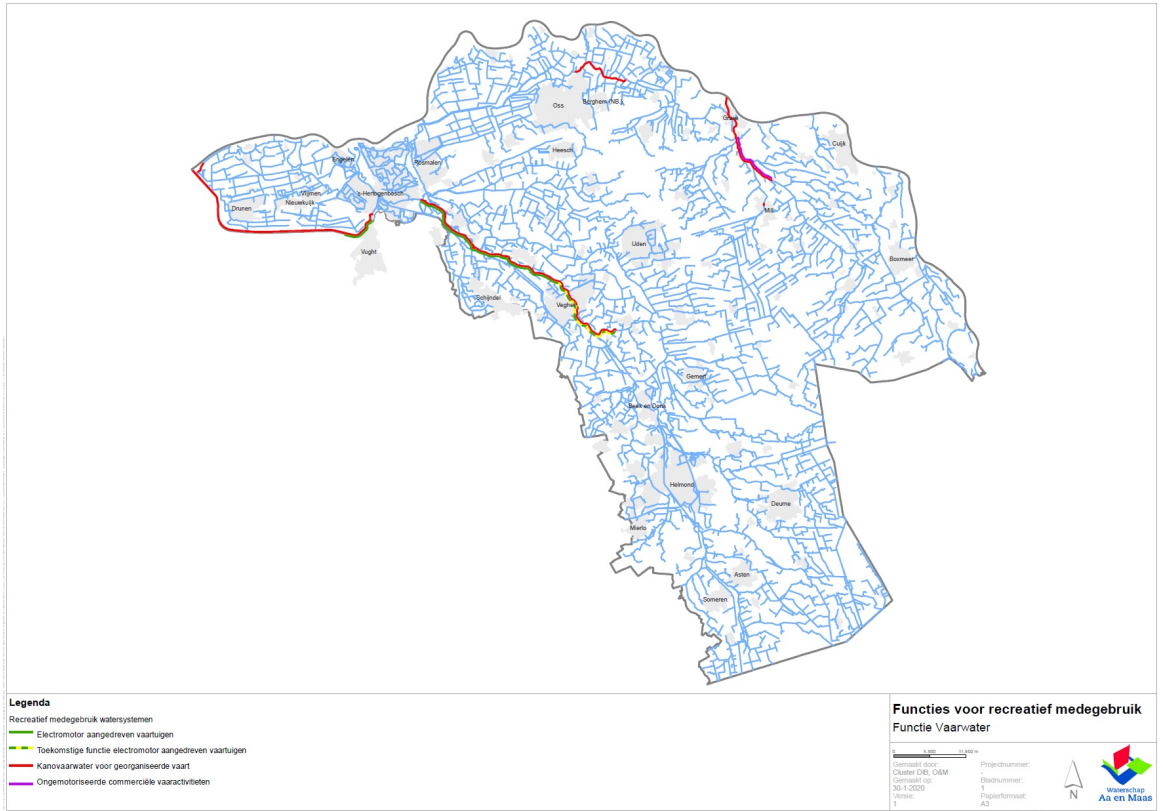 Oss
Berghem (NB.)
Grave
Cuijk
Heesch
Engelen
Rosmalen
's-Hertogenbosch
Vlijmen
Nieuwkuijk
Drunen
Mill
Uden
Boxmeer
Vught
Schijndel
Veghel
Gemert
Beek en Donk
Helmond
Deurne
Mierlo
Asten
Someren
Legenda
Recreatief medegebruik watersystemen
Electromotor aangedreven vaartuigen
Toekomstige functie electromotor aangedreven vaartuigen
Kanovaarwater voor georganiseerde vaart
Ongemotoriseerde commerciële vaaractivitieten
Functies voor recreatief medegebruik
Functie Vaarwater
Gemaakt door:
Cluster DIB, O&M
Gemaakt op:
30-1-2020
Versie:
1
Projectnummer:
-
Bladnummer:
1
Papierformaat:
A3
N
Waterschap
Aa en Maas